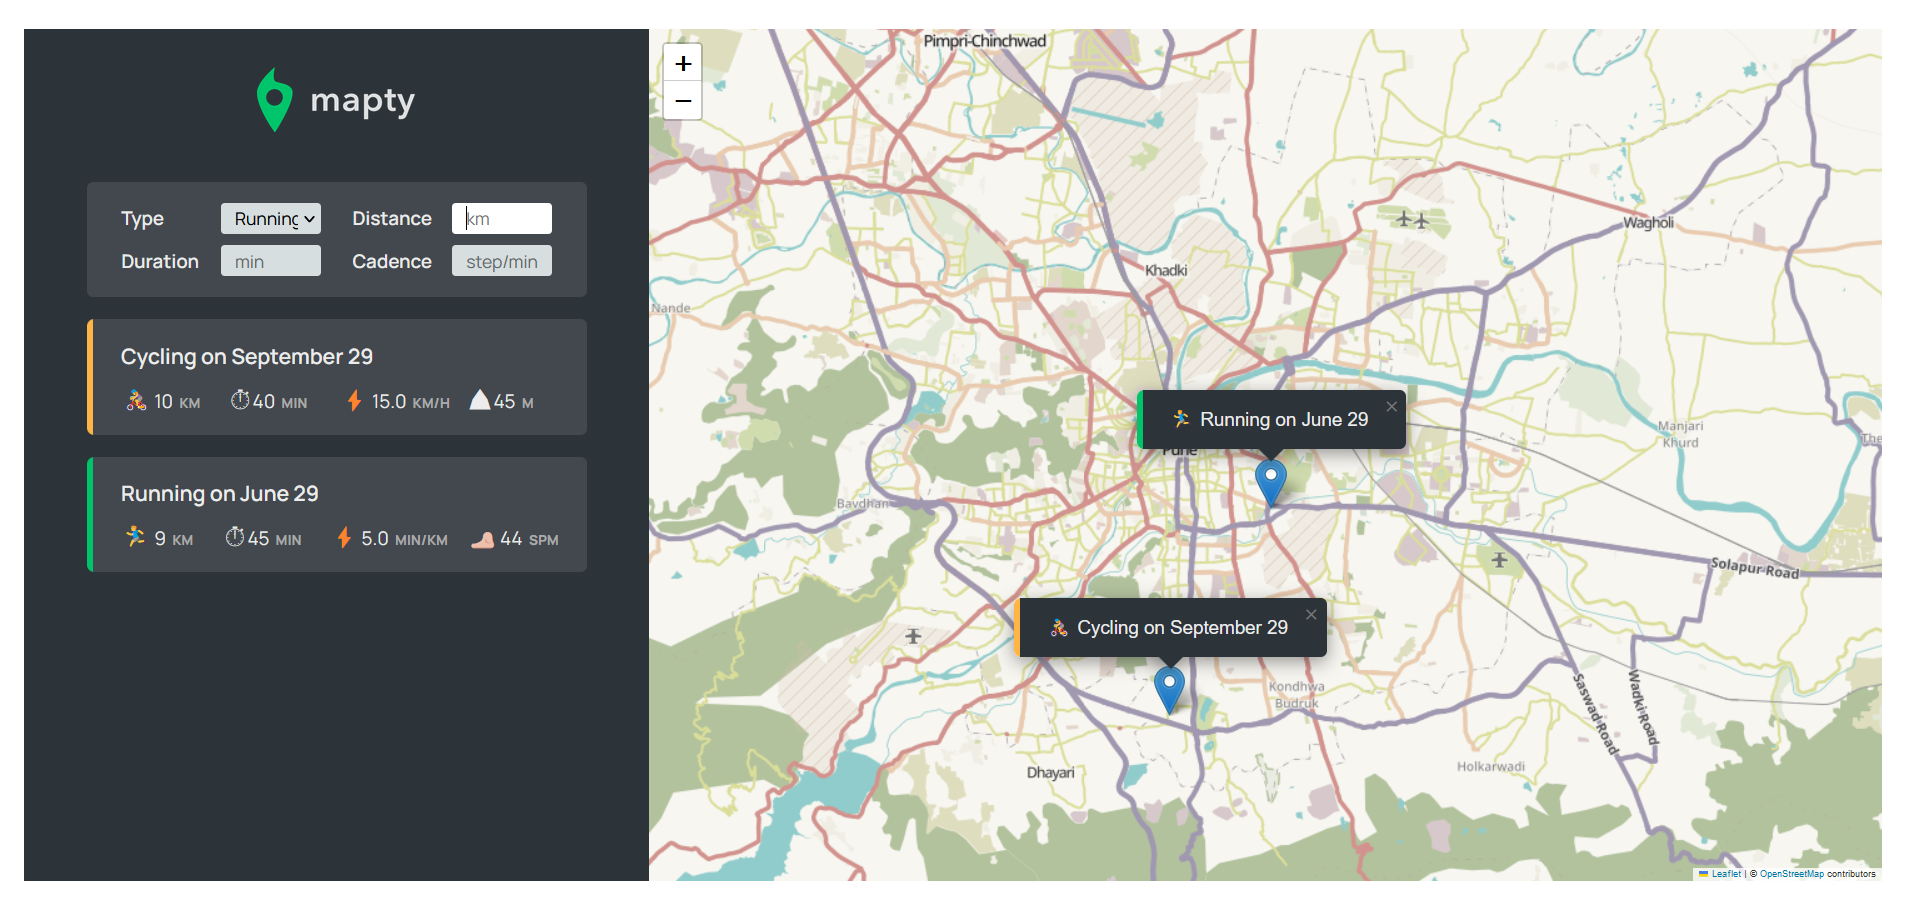 mapty
Type Running Distance km
Duration min Cadence step/min
Cycling on September 29
10 KM 40 MIN 15.0 KM/H 45 M
Running on June 29
9 KM 45 MIN 5.0 MIN/KM 44 SPM
+
−
Pimpri-Chinchwad
Wagholi
Khadki
Nande
Running on June 29 ×
Pune
Manjari
Khurd
The
Bavdhan
Solapur Road
Cycling on September 29 ×
Kondhwa
Budruk
Saswad Road
Wadki Road
Dhayari
Holkarwadi
Leaflet | © OpenStreetMap contributors